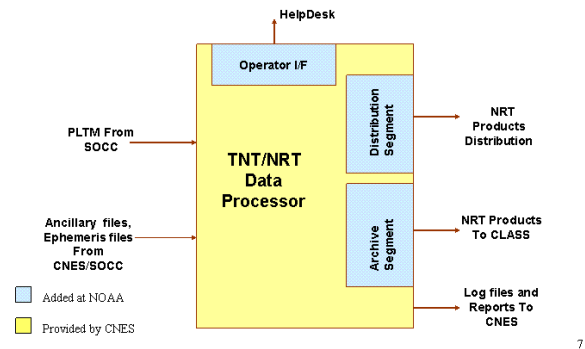 HelpDesk
Operator I/F
PLTM From
SOCC
TNT/NRT
Data
Processor
Distribution
Segment
NRT
Products
Distribution
Ancillary files,
Ephemeris files
From
CNES/SOCC
Archive
Segment
NRT Products
To CLASS
Log files and
Reports To
CNES
Added at NOAA
Provided by CNES
7